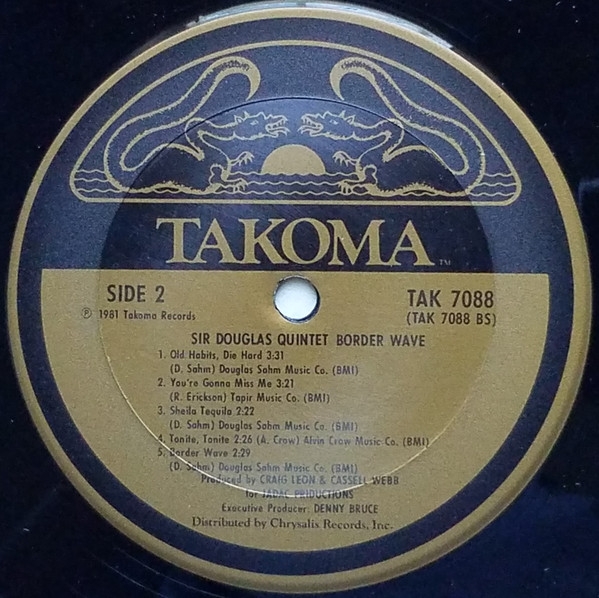 TAKOMA TM
SIDE 2
TAK 7088
℗ 1981 Takoma Records
(TAK 7088 BS)
SIR DOUGLAS QUINTET BORDER WAVE
1. Old Habits, Die Hard 3:31
(D. Sahm) Douglas Sahm Music Co. (BMI)
2. You're Gonna Miss Me 3:21
(R. Erickson) Tapir Music Co. (BMI)
3. Sheila Tequila 2:22
(D. Sahm) Douglas Sahm Music Co. (BMI)
4. Tonite, Tonite 2:26 (A. Crow) Alvin Crow Music Co. (BMI)
5. Border Wave 2:29
(D. Sahm) Douglas Sahm Music Co. (BMI)
Produced by CRAIG LEON & CASSELL WEBB
for JADAC PRIDUCTIONS
Executive Producer: DENNY BRUCE
Distributed by Chrysalis Records, Inc.